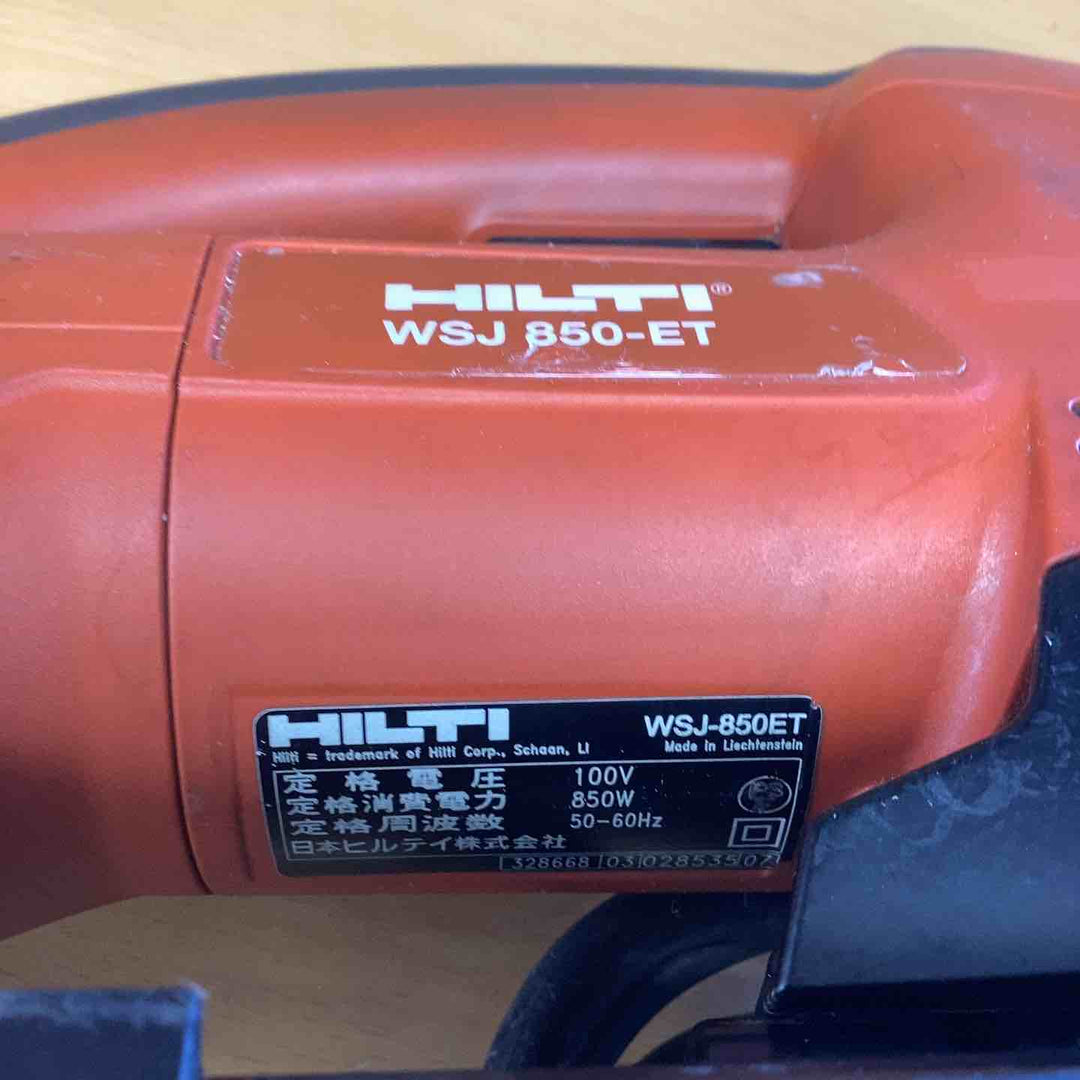 HILTI®
WSJ 850-ET
HILTI WSJ-850ET
Hilti = trademark of Hilti Corp., Schaan, LI Made in Liechtenstein
定格電圧 100V
定格消費電力 850W
定格周波数 50-60Hz
日本ヒルティ株式会社
328668 03 02853507